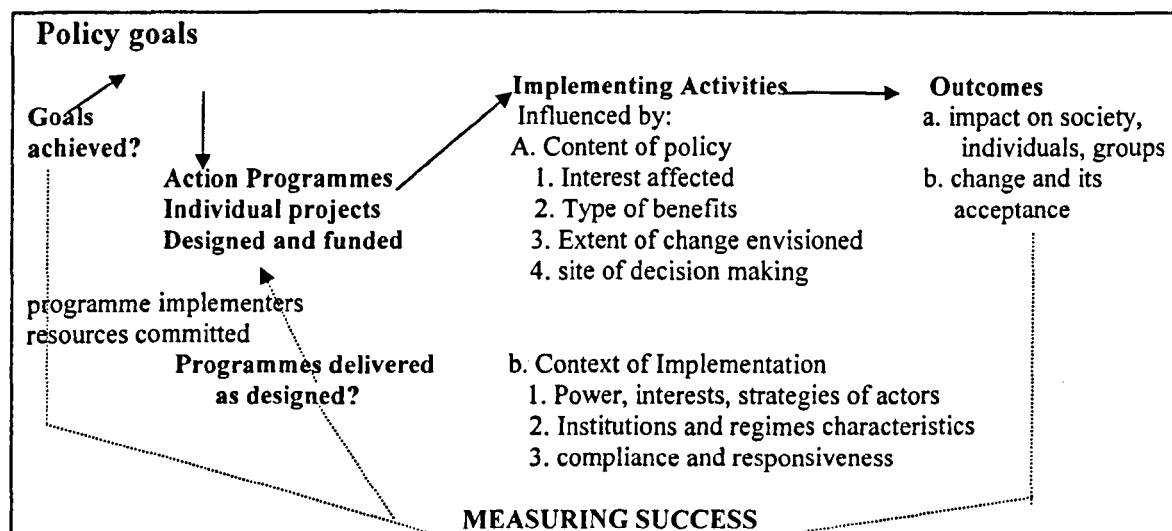 Policy goals
Goals
achieved?
Action Programmes
Individual projects
Designed and funded
programme implementers
resources committed
Programmes delivered
as designed?
Implementing Activities
Influenced by:
A. Content of policy
1. Interest affected
2. Type of benefits
3. Extent of change envisioned
4. site of decision making
b. Context of Implementation
1. Power, interests, strategies of actors
2. Institutions and regimes characteristics
3. compliance and responsiveness
Outcomes
a. impact on society,
individuals, groups
b. change and its
acceptance
MEASURING SUCCESS